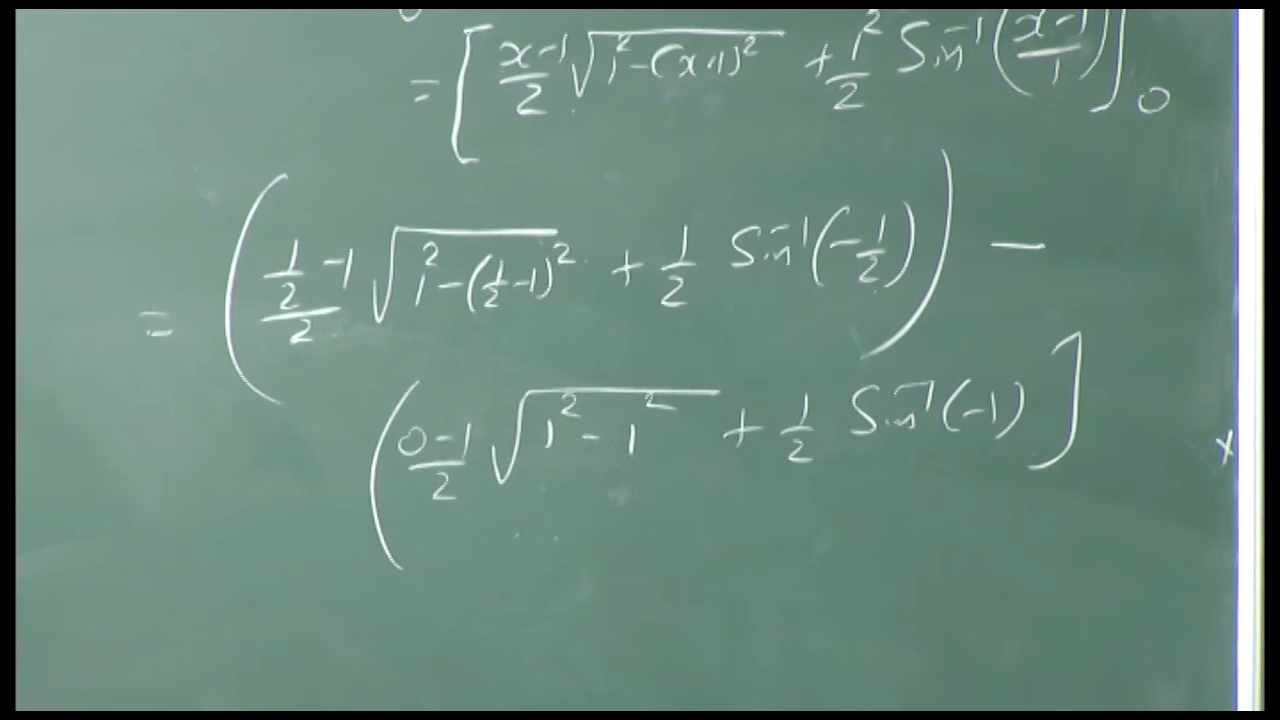 = [ x-1/2 √(1² - (x-1)²) + 1²/2 Sin⁻¹((x-1)/1) ]₀
= ( (1/2 - 1)/2 √(1² - (1/2 - 1)²) + 1/2 Sin⁻¹(-1/2) ) -
( (0-1)/2 √(1² - 1²) + 1/2 Sin⁻¹(-1) ]
x